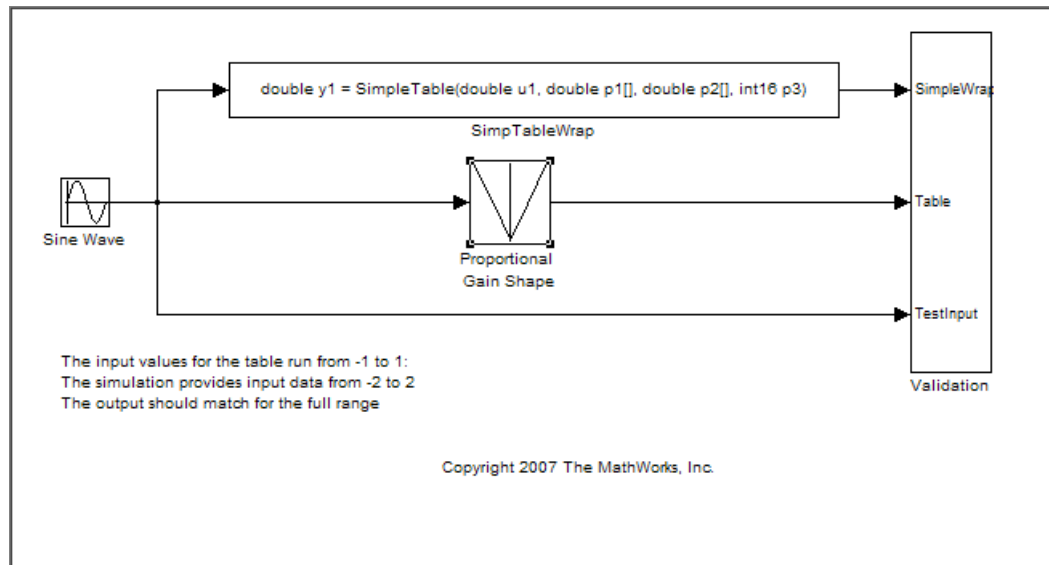 double y1 = SimpleTable(double u1, double p1[], double p2[], int16 p3)
SimpTableWrap
SimpleWrap
Sine Wave
Proportional
Gain Shape
Table
TestInput
Validation
The input values for the table run from -1 to 1:
The simulation provides input data from -2 to 2
The output should match for the full range
Copyright 2007 The MathWorks, Inc.